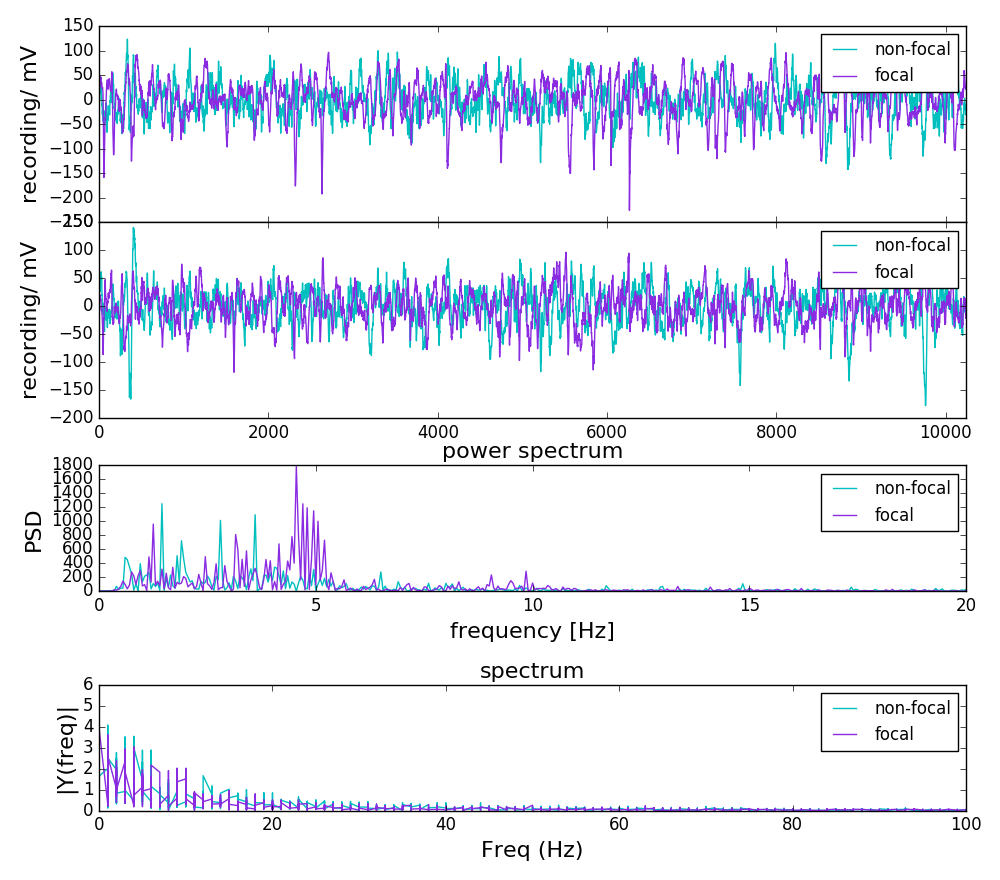 150
100
50
0
−50
−100
−150
−200
−250
recording/ mV
non-focal
focal
150
100
50
0
−50
−100
−150
−200
recording/ mV
non-focal
focal
0 2000 4000 6000 8000 10000
power spectrum
1800
1600
1400
1200
1000
800
600
400
200
0
PSD
non-focal
focal
0 5 10 15 20
frequency [Hz]
spectrum
6
5
4
3
2
1
0
|Y(freq)|
non-focal
focal
0 20 40 60 80 100
Freq (Hz)